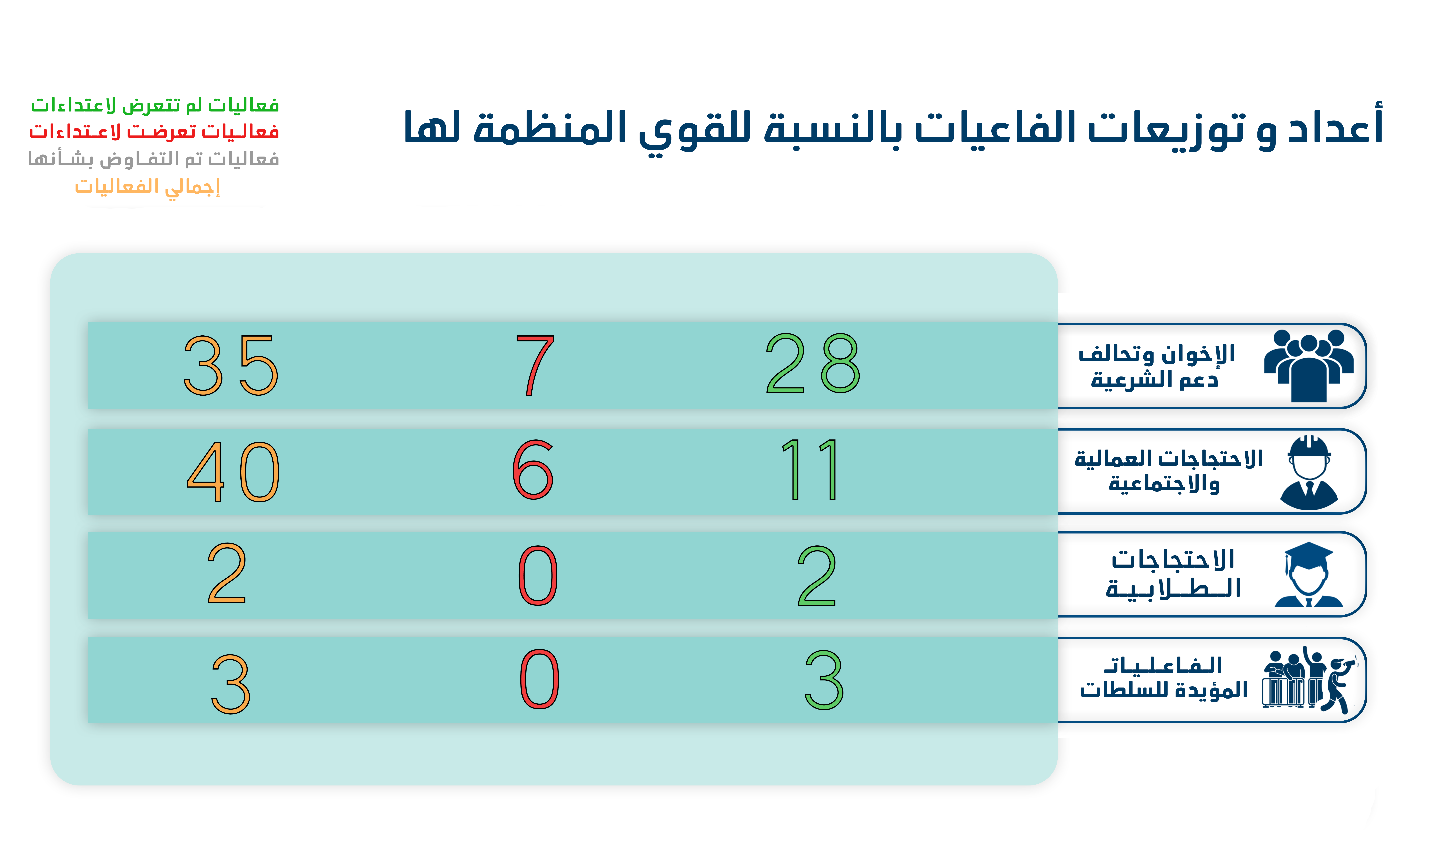 أعداد و توزيعات الفاعيات بالنسبة للقوي المنظمة لها
فعاليات لم تتعرض لاعتداءات
فعاليات تعرضت لاعتداءات
فعاليات تم التفاوض بشأنها
إجمالي الفعاليات
الإخوان وتحالف
دعم الشرعية
28 7 35
الاحتجاجات العمالية
والاجتماعية
11 6 40
الاحتجاجات
الطلابية
2 0 2
الفاعليات
المؤيدة للسلطات
3 0 3